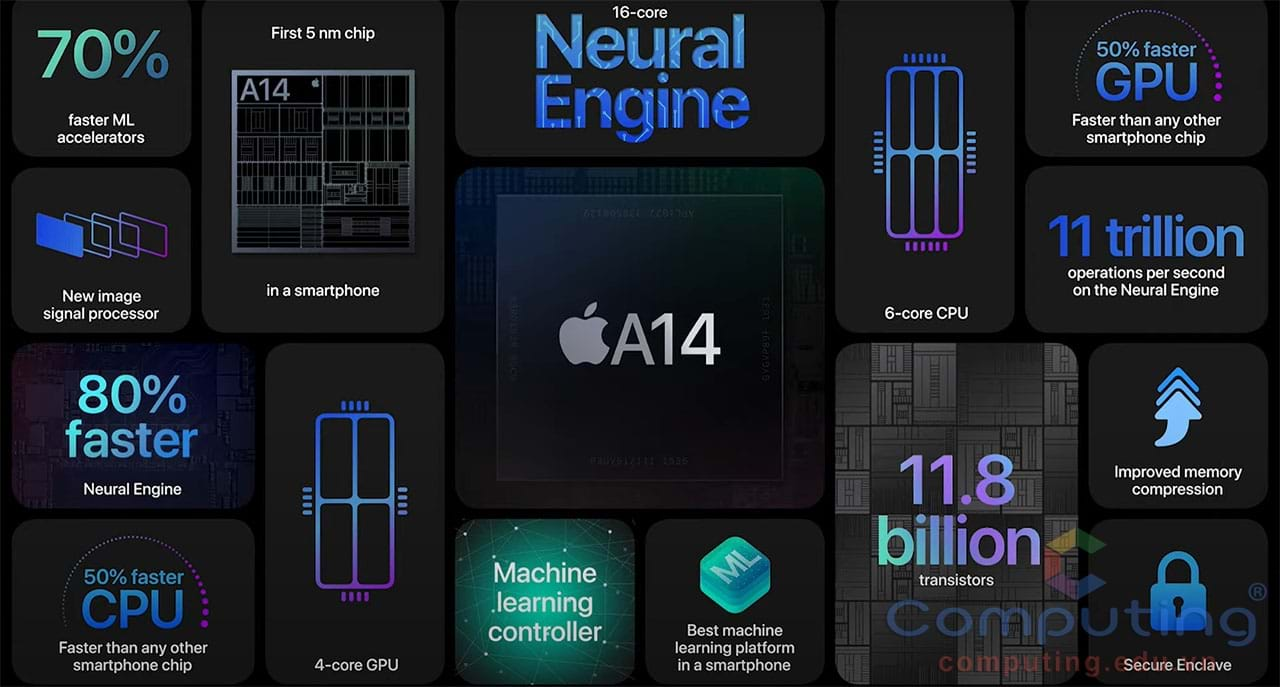 70%
faster ML
accelerators
First 5 nm chip
A14
in a smartphone
16-core
Neural
Engine
6-core CPU
50% faster
GPU
Faster than any other
smartphone chip
New image
signal processor
A14
11 trillion
operations per second
on the Neural Engine
80%
faster
Neural Engine
4-core GPU
11.8
billion
transistors
Improved memory
compression
50% faster
CPU
Faster than any other
smartphone chip
Machine
learning
controller
ML
Best machine
learning platform
in a smartphone
Secure Enclave
Computing®
computing.edu.vn